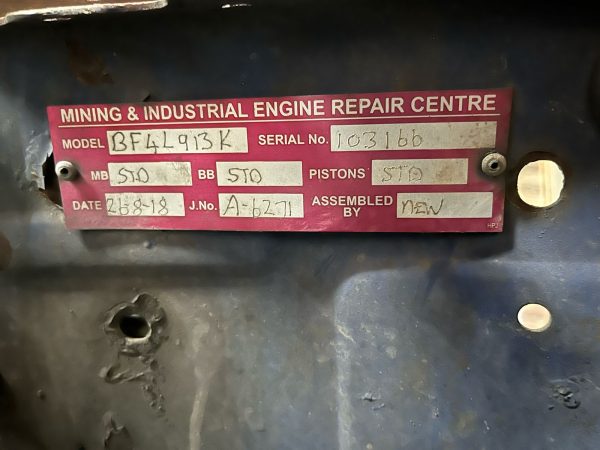 MINING & INDUSTRIAL ENGINE REPAIR CENTRE
MODEL BF4L913K SERIAL No. 103166
MB STD BB STD PISTONS STD
DATE 26-8-18 J.No. A-6271 ASSEMBLED BY NEW